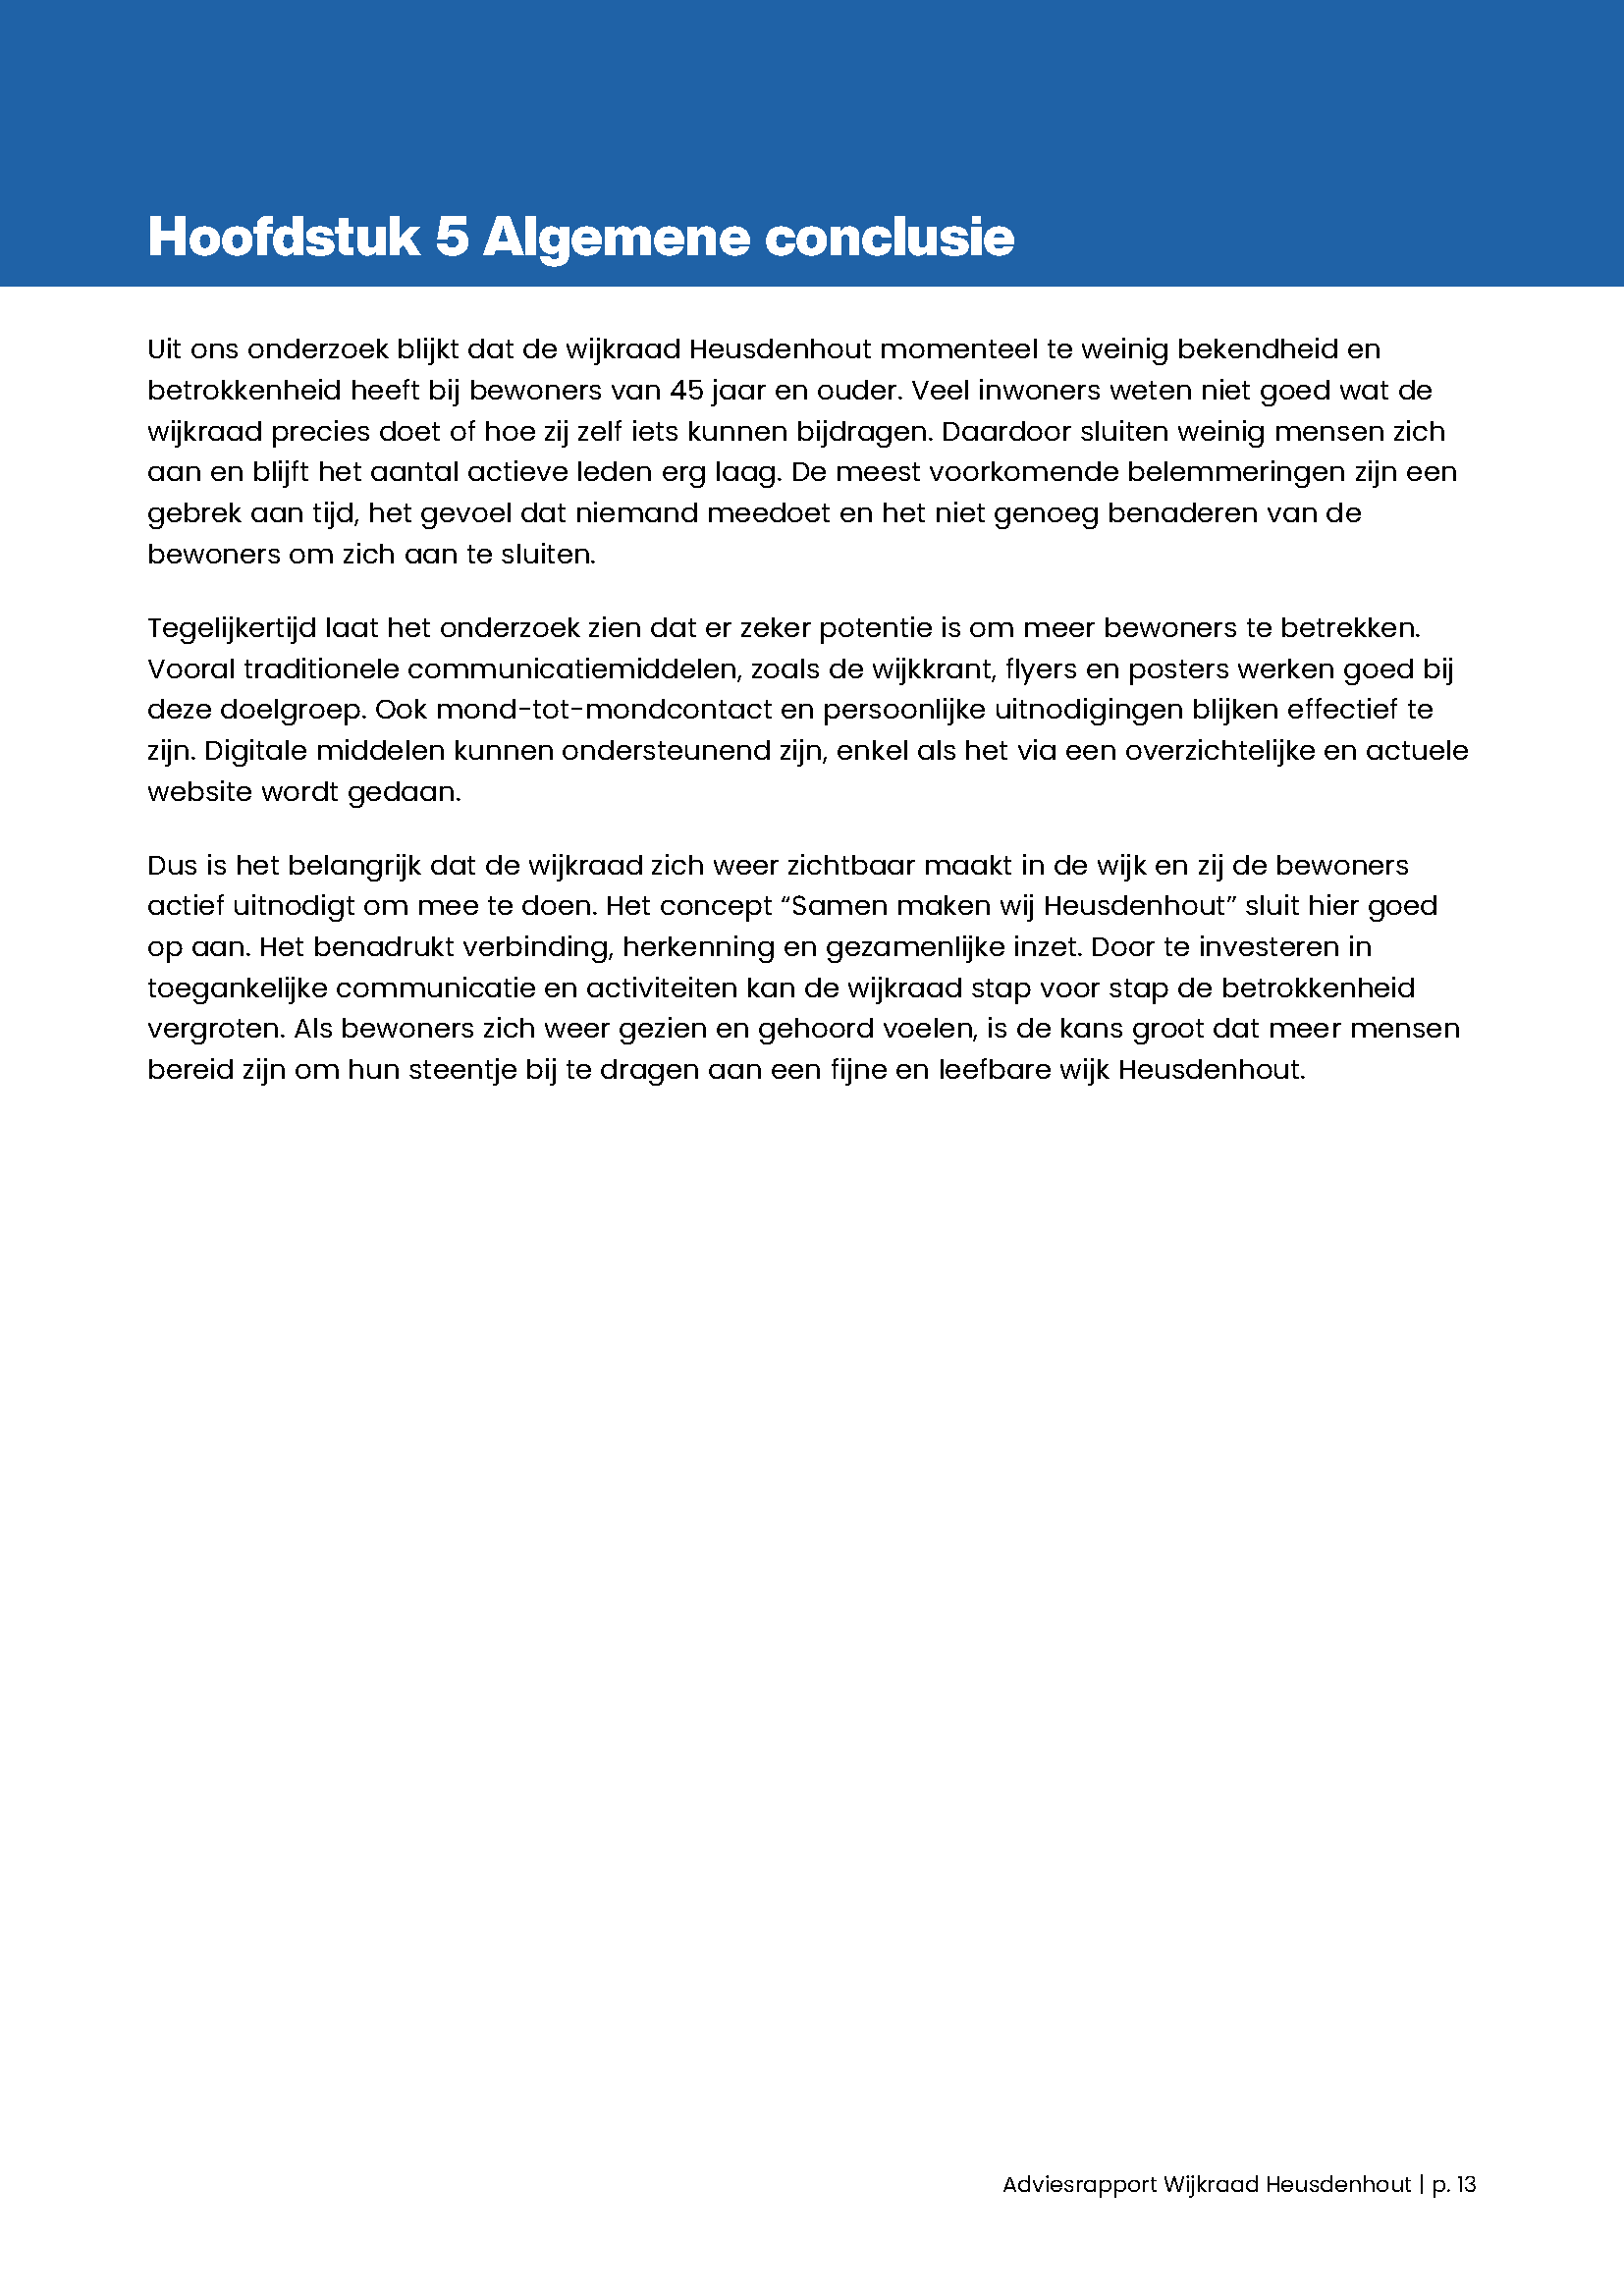 Hoofdstuk 5 Algemene conclusie
Uit ons onderzoek blijkt dat de wijkraad Heusdenhout momenteel te weinig bekendheid en
betrokkenheid heeft bij bewoners van 45 jaar en ouder. Veel inwoners weten niet goed wat de
wijkraad precies doet of hoe zij zelf iets kunnen bijdragen. Daardoor sluiten weinig mensen zich
aan en blijft het aantal actieve leden erg laag. De meest voorkomende belemmeringen zijn een
gebrek aan tijd, het gevoel dat niemand meedoet en het niet genoeg benaderen van de
bewoners om zich aan te sluiten.
Tegelijkertijd laat het onderzoek zien dat er zeker potentie is om meer bewoners te betrekken.
Vooral traditionele communicatiemiddelen, zoals de wijkkrant, flyers en posters werken goed bij
deze doelgroep. Ook mond-tot-mondcontact en persoonlijke uitnodigingen blijken effectief te
zijn. Digitale middelen kunnen ondersteunend zijn, enkel als het via een overzichtelijke en actuele
website wordt gedaan.
Dus is het belangrijk dat de wijkraad zich weer zichtbaar maakt in de wijk en zij de bewoners
actief uitnodigt om mee te doen. Het concept “Samen maken wij Heusdenhout” sluit hier goed
op aan. Het benadrukt verbinding, herkenning en gezamenlijke inzet. Door te investeren in
toegankelijke communicatie en activiteiten kan de wijkraad stap voor stap de betrokkenheid
vergroten. Als bewoners zich weer gezien en gehoord voelen, is de kans groot dat meer mensen
bereid zijn om hun steentje bij te dragen aan een fijne en leefbare wijk Heusdenhout.
Adviesrapport Wijkraad Heusdenhout | p. 13